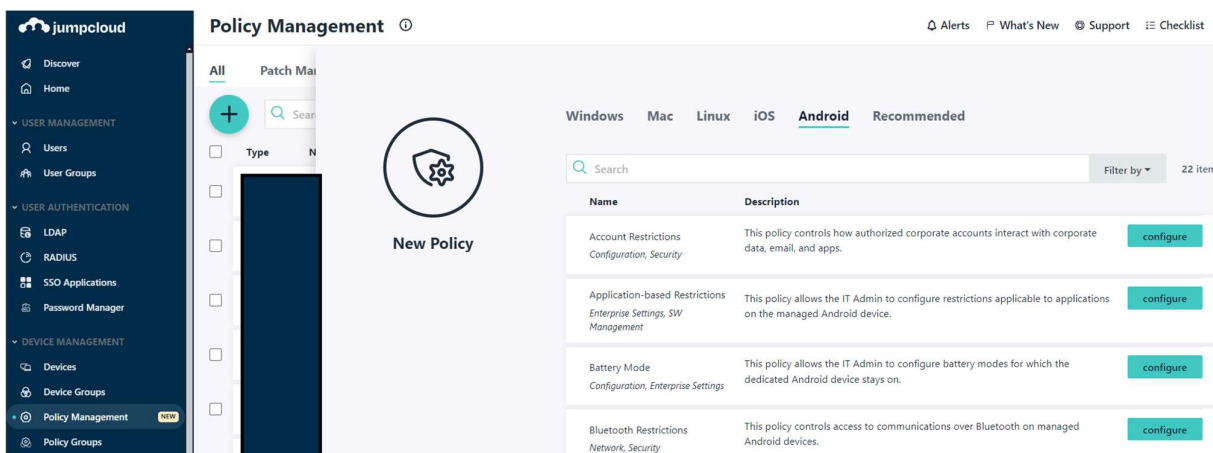 jumpcloud
Discover
Home
USER MANAGEMENT
Users
User Groups
USER AUTHENTICATION
LDAP
RADIUS
SSO Applications
Password Manager
DEVICE MANAGEMENT
Devices
Device Groups
Policy Management NEW
Policy Groups
Policy Management
Alerts What's New Support Checklist
All Patch Mar
Sear
Type N
New Policy
Windows Mac Linux iOS Android Recommended
Search Filter by 22 iten
Name Description
Account Restrictions
Configuration, Security
This policy controls how authorized corporate accounts interact with corporate
data, email, and apps.
configure
Application-based Restrictions
Enterprise Settings, SW
Management
This policy allows the IT Admin to configure restrictions applicable to applications
on the managed Android device.
configure
Battery Mode
Configuration, Enterprise Settings
This policy allows the IT Admin to configure battery modes for which the
dedicated Android device stays on.
configure
Bluetooth Restrictions
Network, Security
This policy controls access to communications over Bluetooth on managed
Android devices.
configure